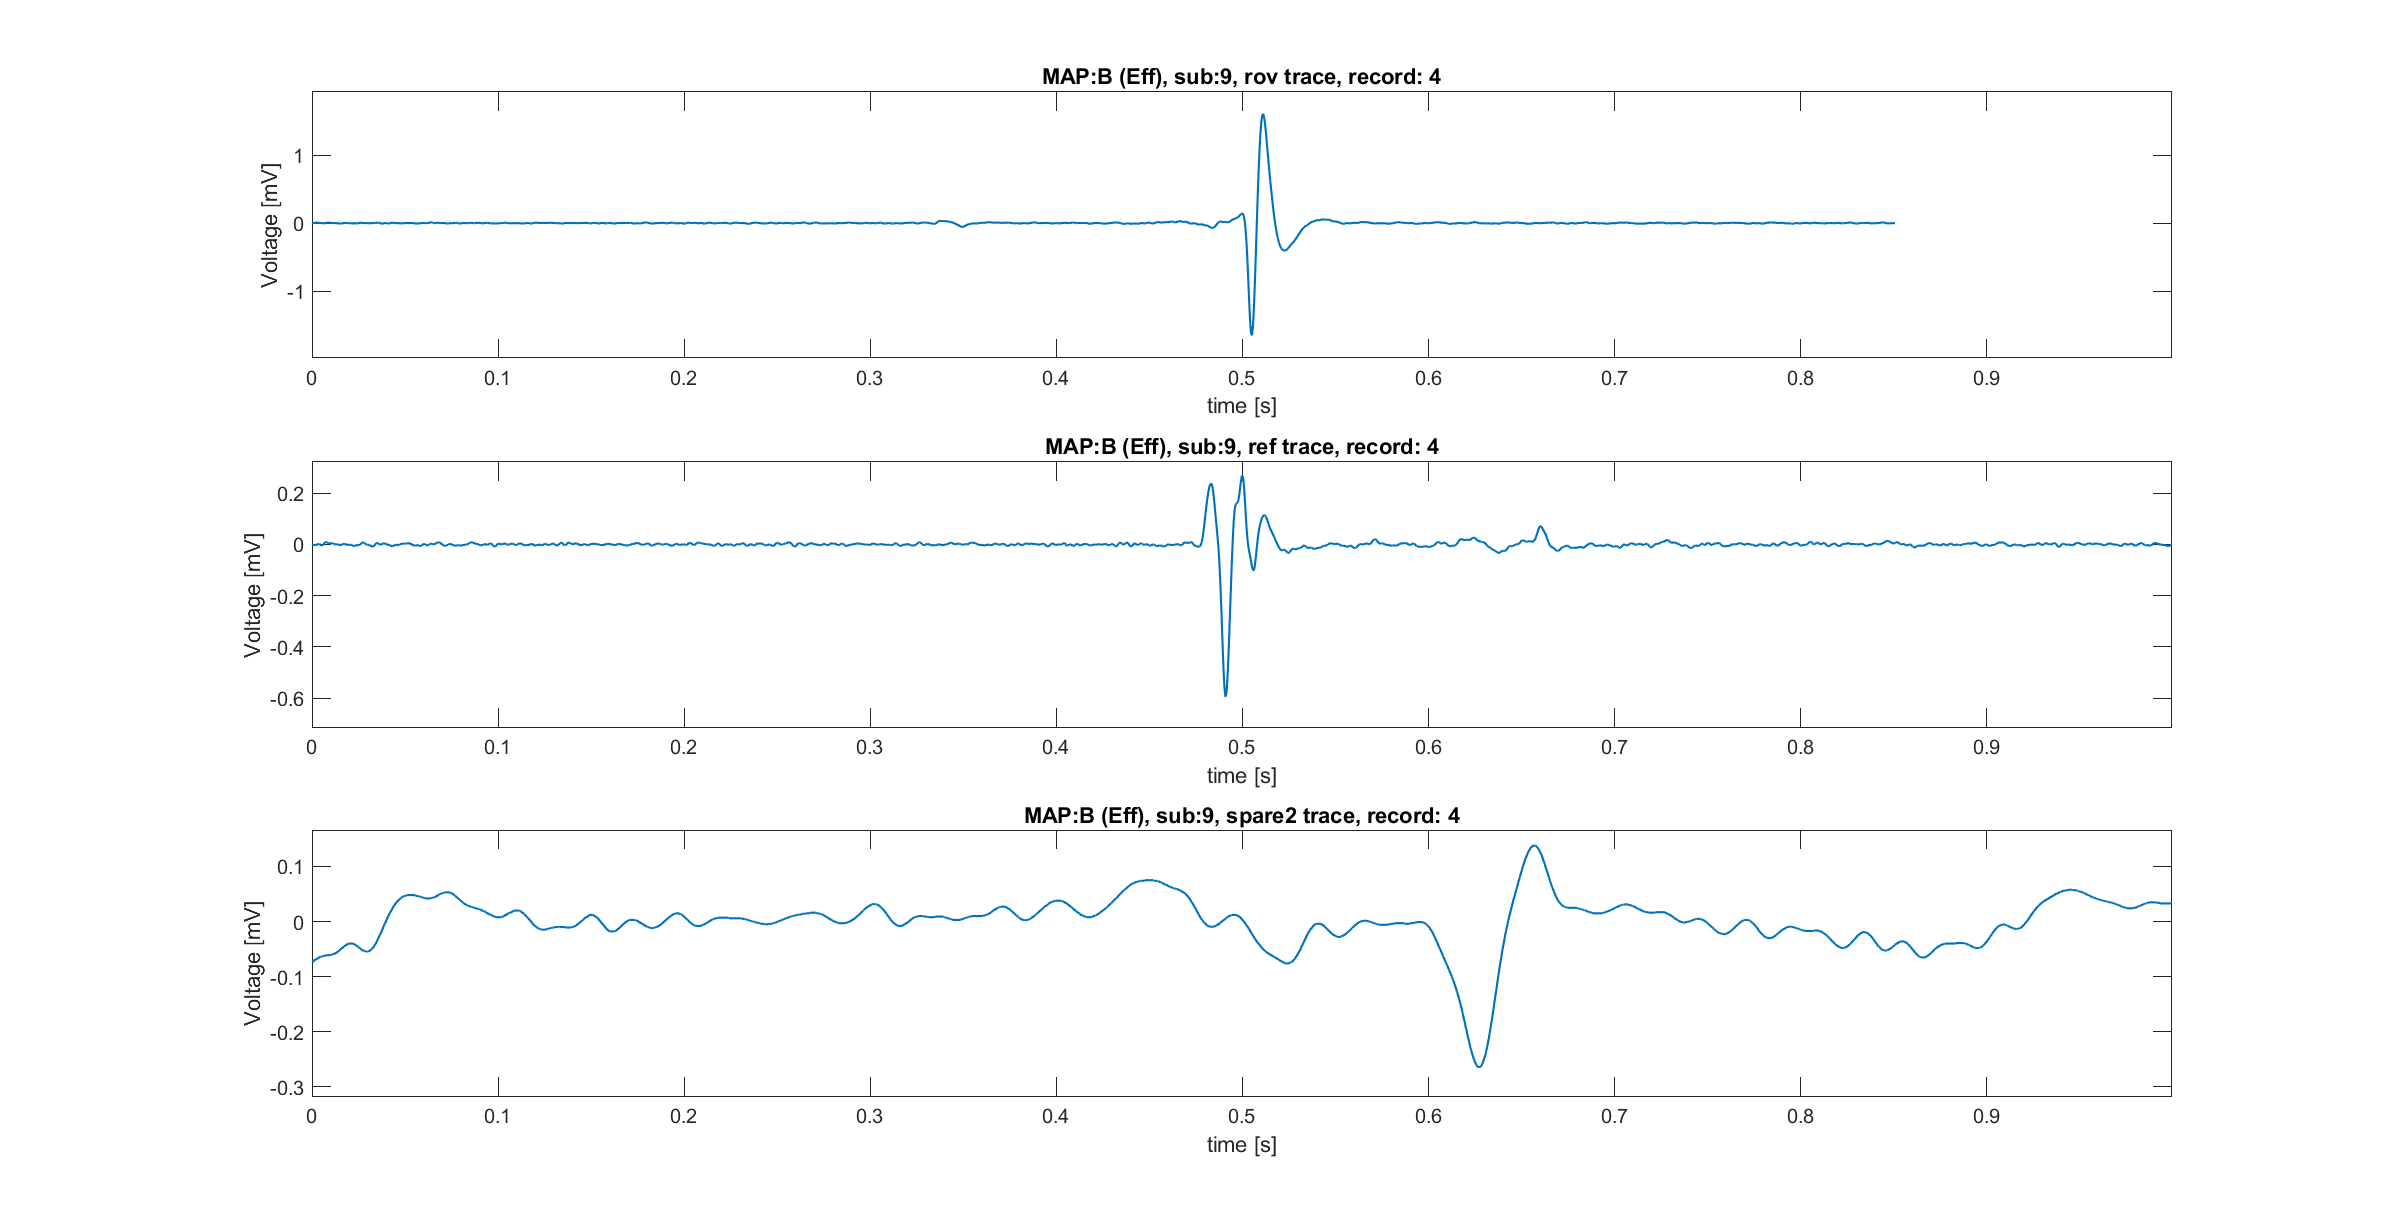 MAP:B (Eff), sub:9, rov trace, record: 4
Voltage [mV]
1
0
-1
0 0.1 0.2 0.3 0.4 0.5 0.6 0.7 0.8 0.9
time [s]
MAP:B (Eff), sub:9, ref trace, record: 4
Voltage [mV]
0.2
0
-0.2
-0.4
-0.6
0 0.1 0.2 0.3 0.4 0.5 0.6 0.7 0.8 0.9
time [s]
MAP:B (Eff), sub:9, spare2 trace, record: 4
Voltage [mV]
0.1
0
-0.1
-0.2
-0.3
0 0.1 0.2 0.3 0.4 0.5 0.6 0.7 0.8 0.9
time [s]